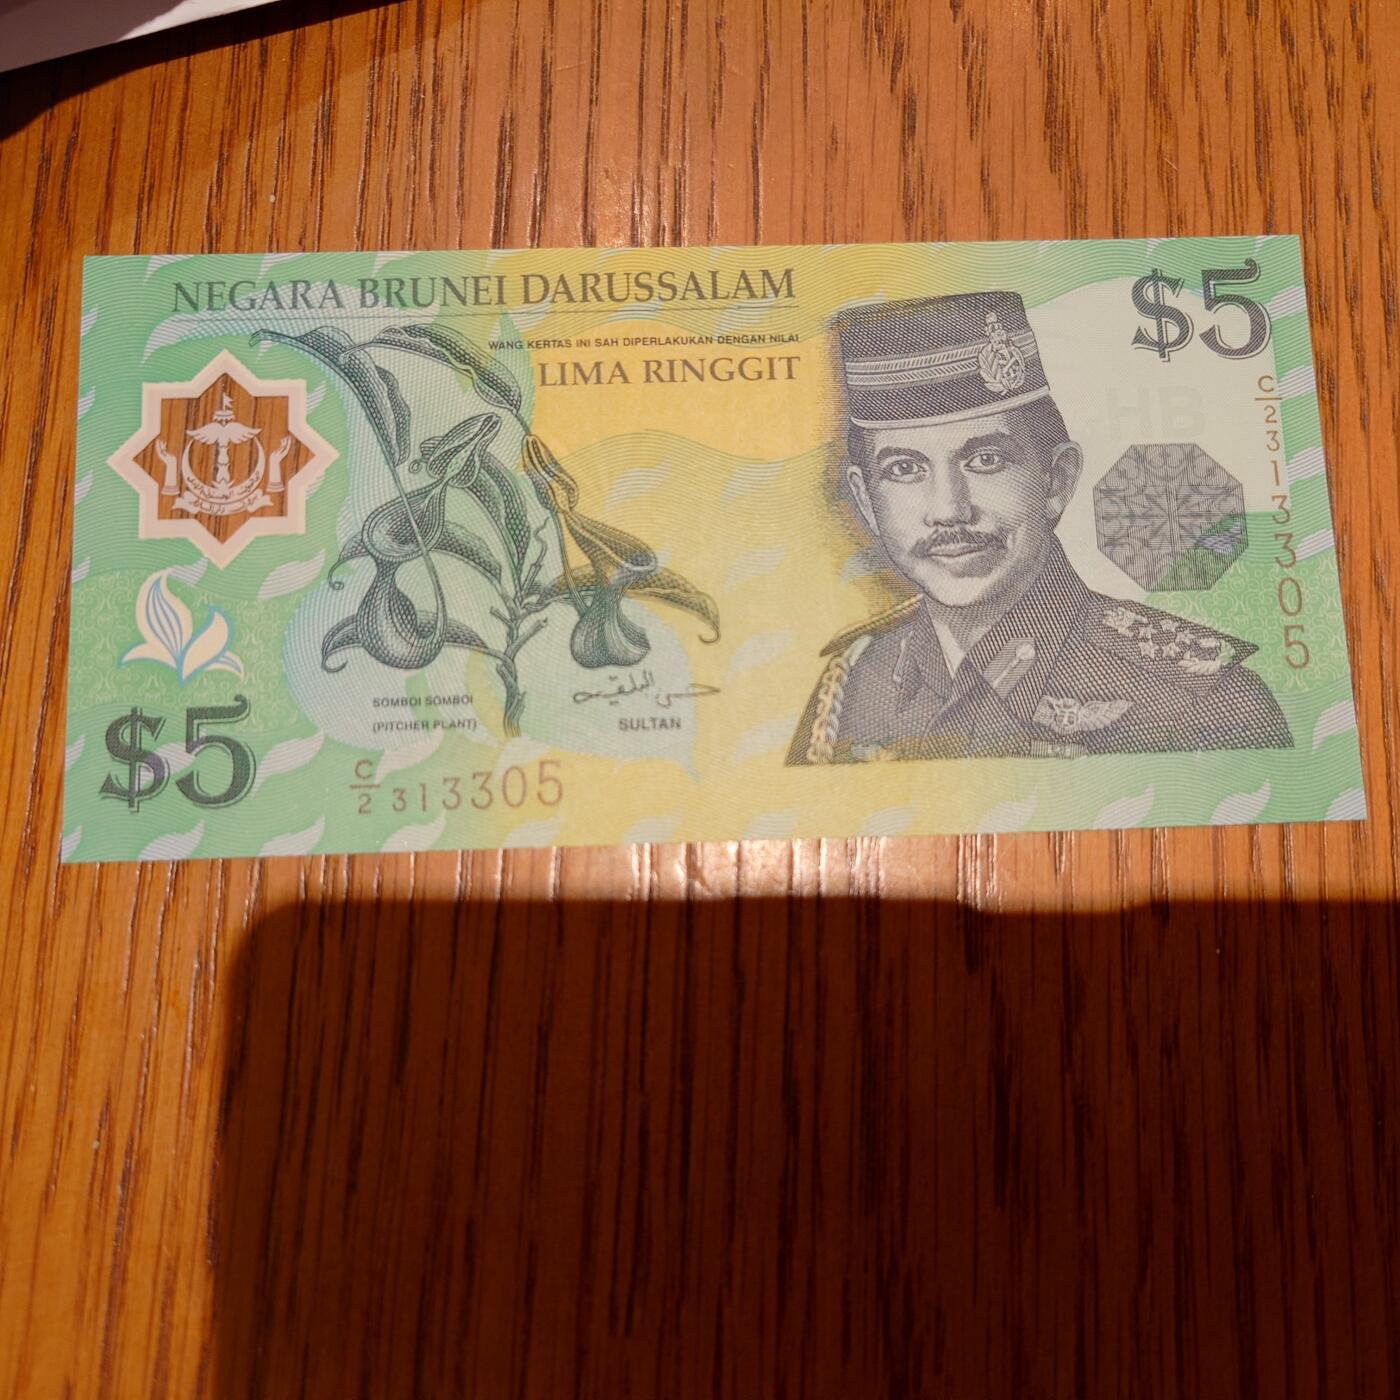 NEGARA BRUNEI DARUSSALAM
WANG KERTAS INI SAH DIPERLAKUKAN DENGAN NILAI
LIMA RINGGIT
$5
C/2 313305
HB
SOMBOI SOMBOI
(PITCHER PLANT)
SULTAN
$5
C/2 313305